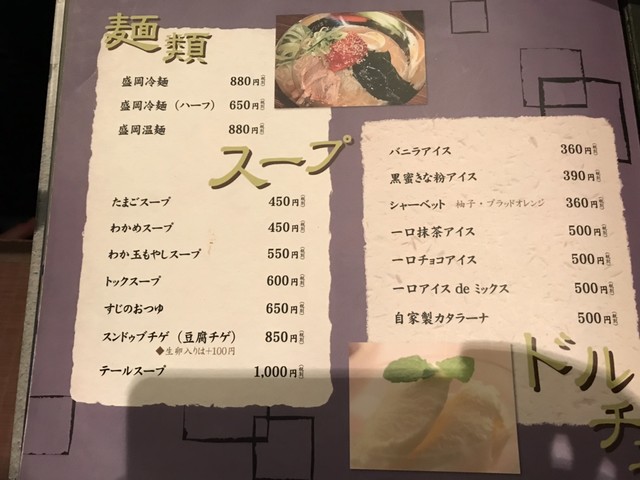 麺類
盛岡冷麺 880円
盛岡冷麺（ハーフ） 650円
盛岡温麺 880円
スープ
たまごスープ 450円
わかめスープ 450円
わか玉もやしスープ 550円
トックスープ 600円
すじのおつゆ 650円
スンドゥブチゲ（豆腐チゲ） 850円
◆生卵入りは+100円
テールスープ 1,000円
バニラアイス 360円
黒蜜きな粉アイス 390円
シャーベット 柚子・ブラッドオレンジ 360円
一口抹茶アイス 500円
一口チョコアイス 500円
一口アイス de ミックス 500円
自家製カタラーナ 500円
ドルチ